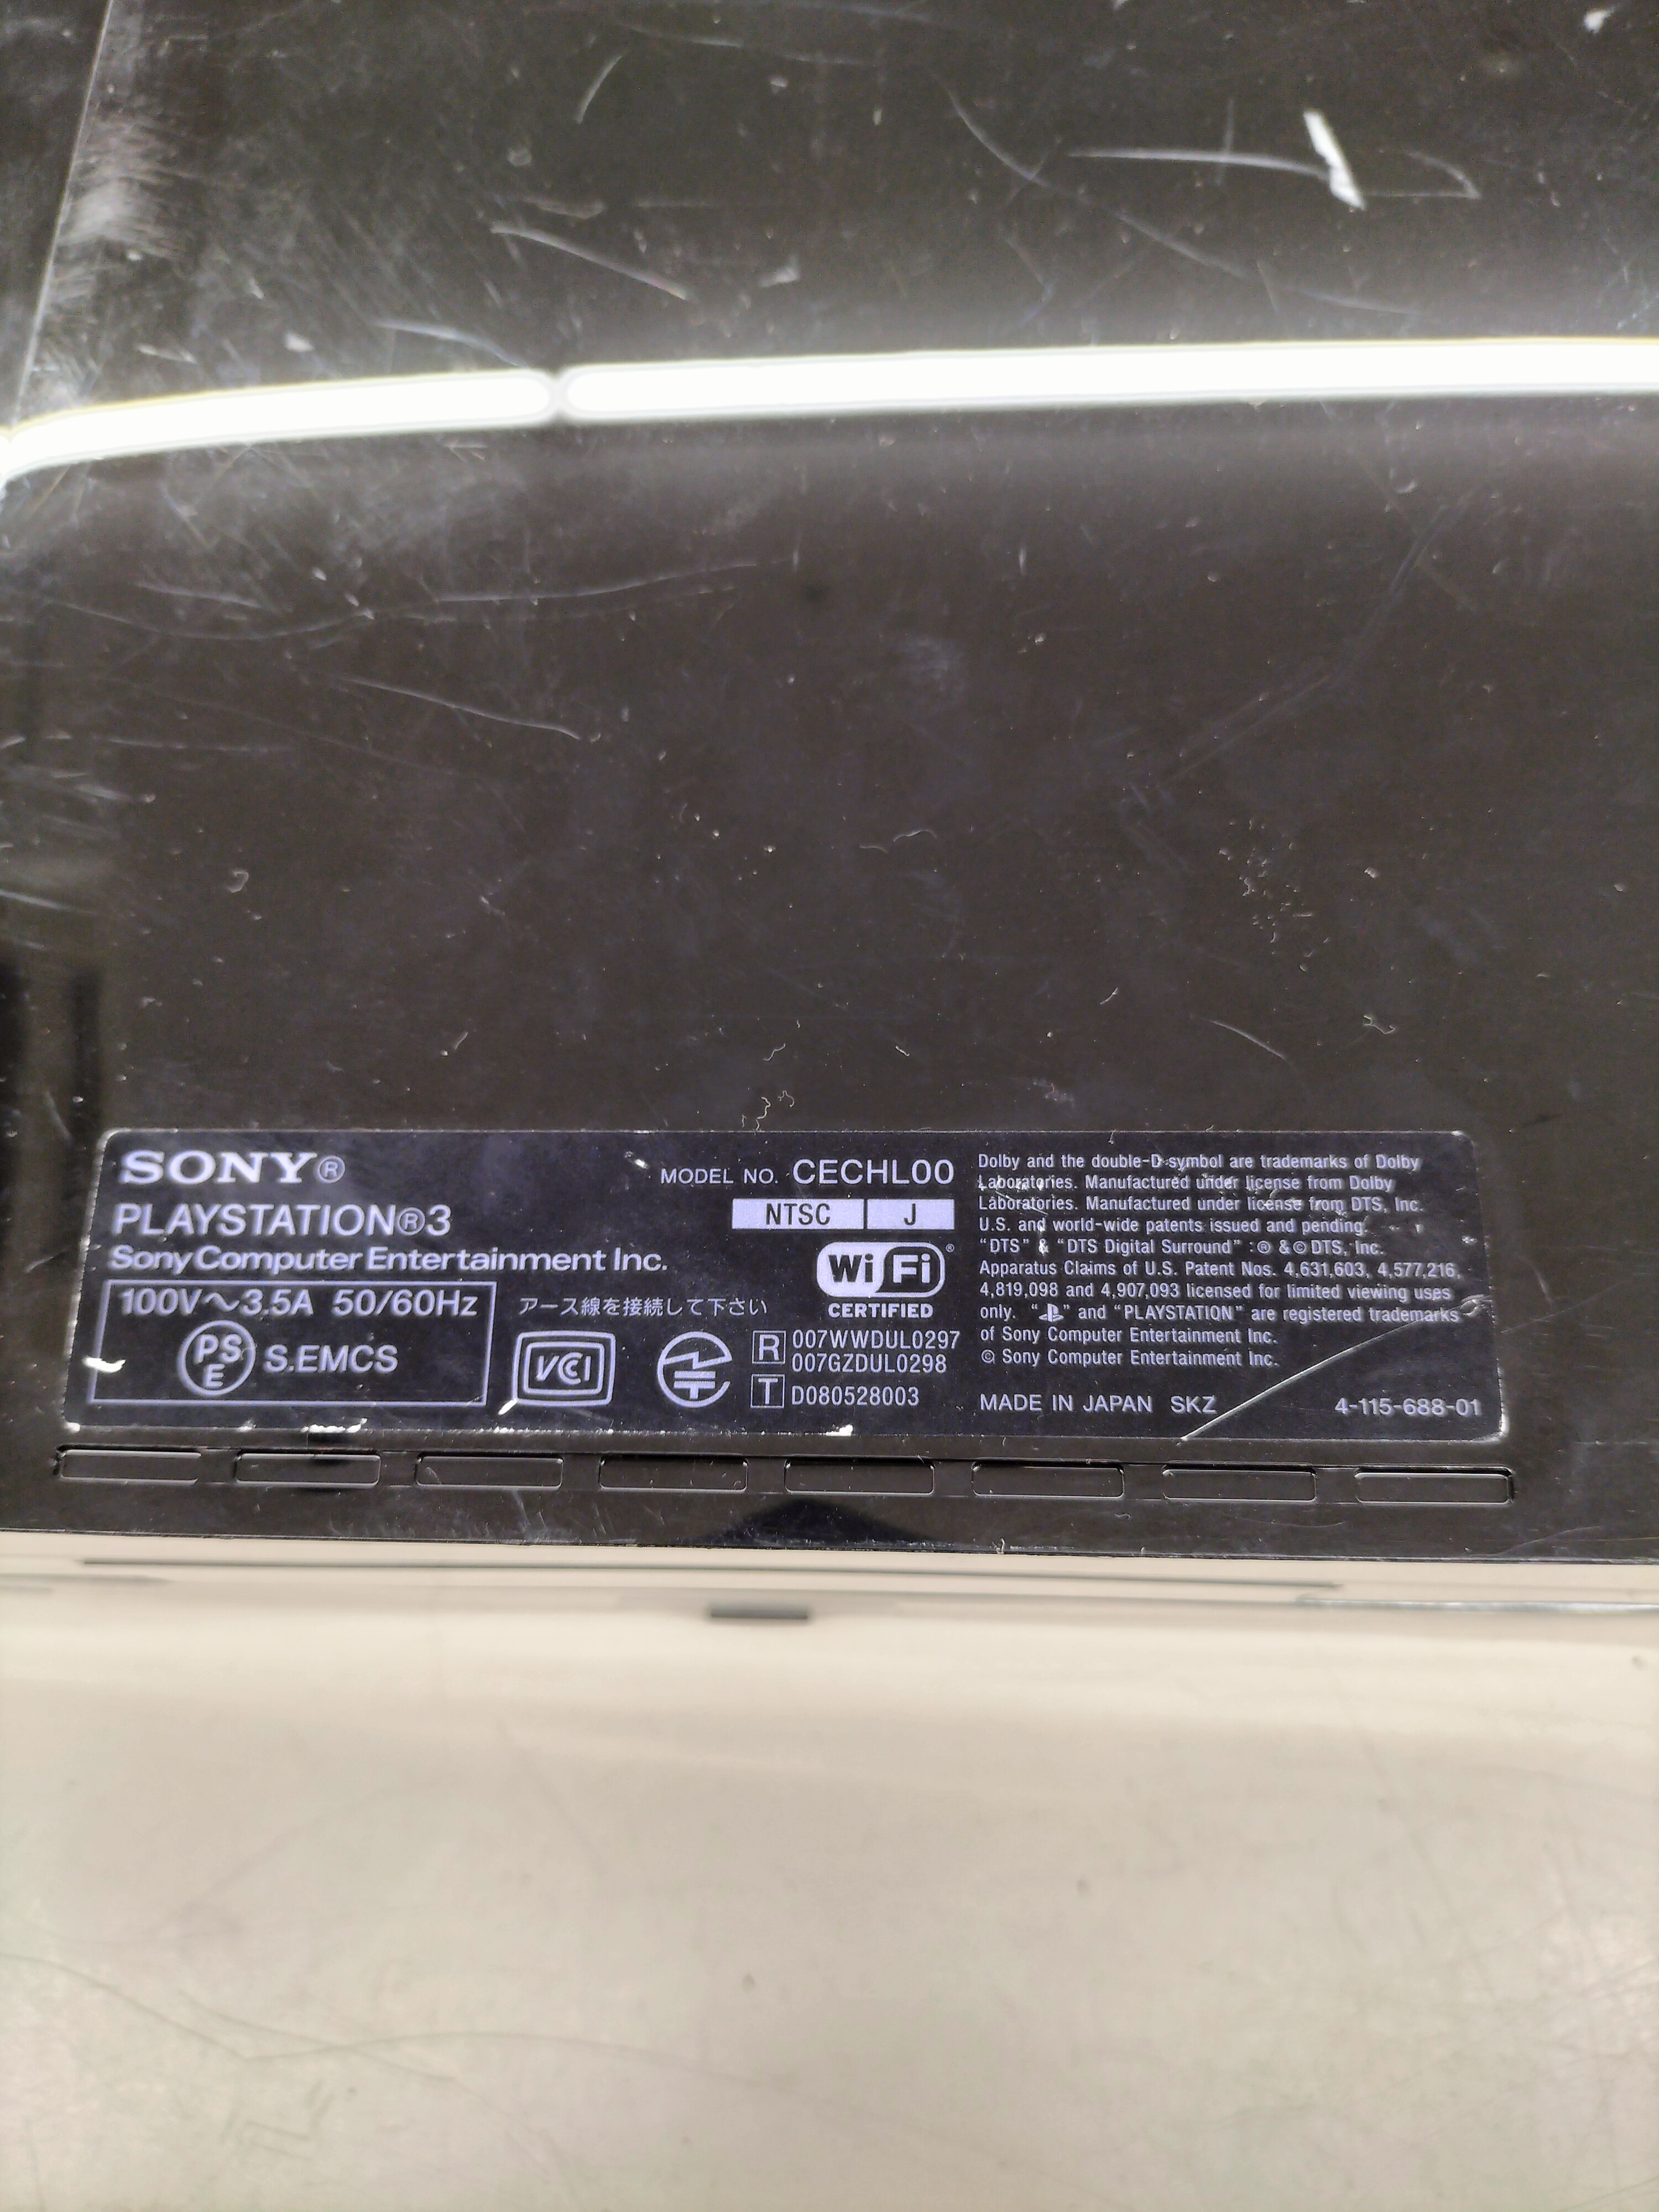 SONY®
PLAYSTATION®3
Sony Computer Entertainment Inc.
100V～3.5A 50/60Hz
PSE S.EMCS
MODEL NO. CECHL00
NTSC J
Wi Fi®
CERTIFIED
アース線を接続して下さい
VCCI
R 007WWDUL0297
007GZDUL0298
T D080528003
Dolby and the double-D symbol are trademarks of Dolby
Laboratories. Manufactured under license from Dolby
Laboratories. Manufactured under license from DTS, Inc.
U.S. and world-wide patents issued and pending.
“DTS” & “DTS Digital Surround” :® &© DTS, Inc.
Apparatus Claims of U.S. Patent Nos. 4,631,603, 4,577,216,
4,819,098 and 4,907,093 licensed for limited viewing uses
only. “PS” and “PLAYSTATION” are registered trademarks
of Sony Computer Entertainment Inc.
© Sony Computer Entertainment Inc.
MADE IN JAPAN SKZ 4-115-688-01